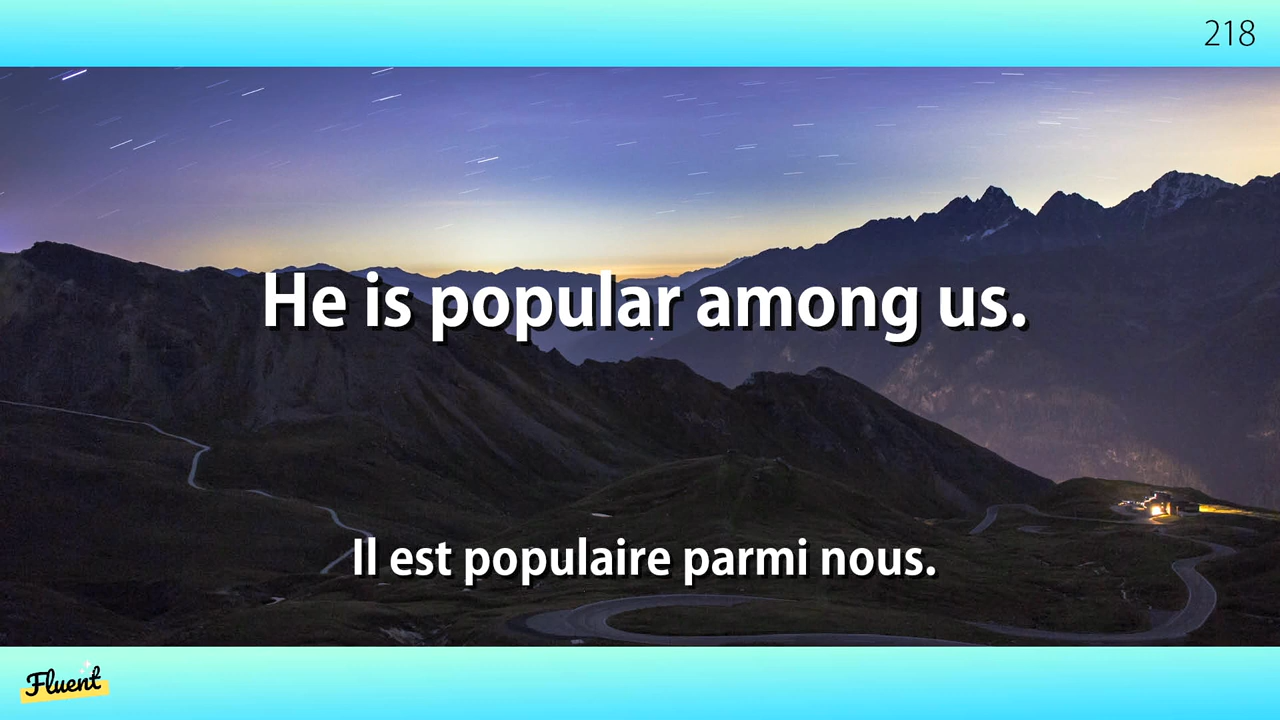 218
He is popular among us.
Il est populaire parmi nous.
Fluent